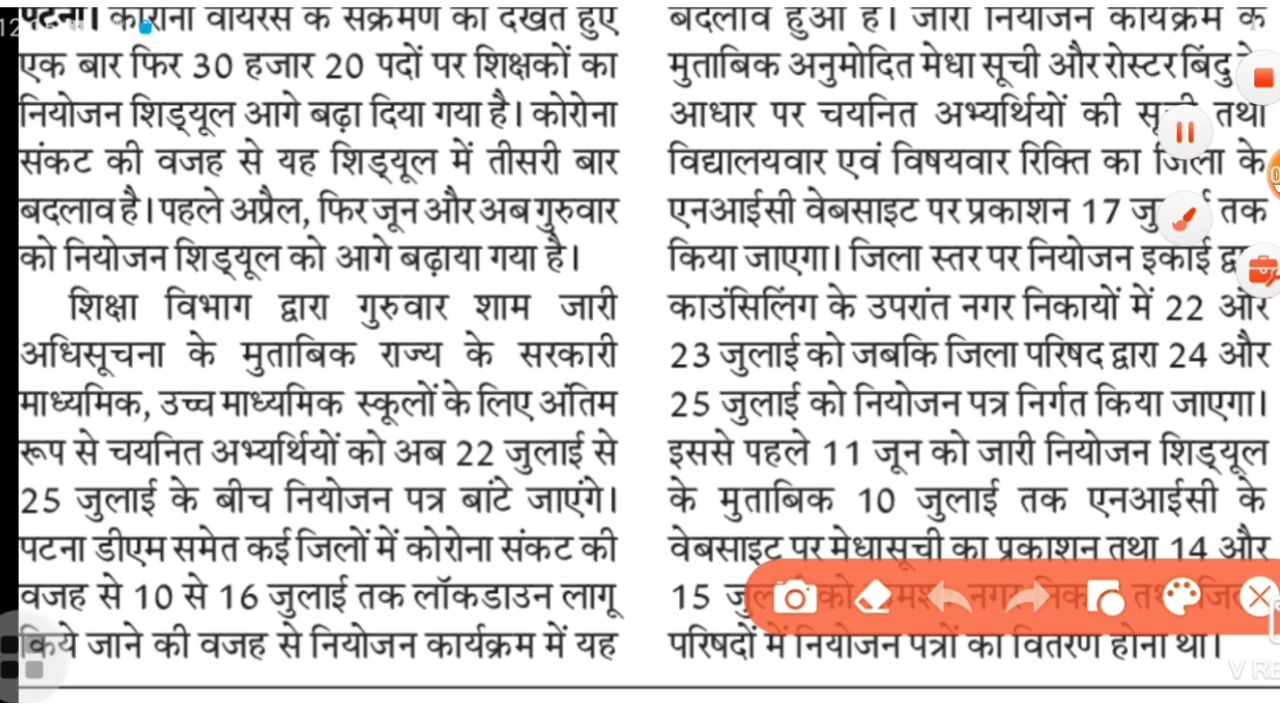 पटना। कोरोना वायरस के संक्रमण को देखते हुए
एक बार फिर 30 हजार 20 पदों पर शिक्षकों का
नियोजन शिड्यूल आगे बढ़ा दिया गया है। कोरोना
संकट की वजह से यह शिड्यूल में तीसरी बार
बदलाव है। पहले अप्रैल, फिर जून और अब गुरुवार
को नियोजन शिड्यूल को आगे बढ़ाया गया है।
शिक्षा विभाग द्वारा गुरुवार शाम जारी
अधिसूचना के मुताबिक राज्य के सरकारी
माध्यमिक, उच्च माध्यमिक स्कूलों के लिए अंतिम
रूप से चयनित अभ्यर्थियों को अब 22 जुलाई से
25 जुलाई के बीच नियोजन पत्र बांटे जाएंगे।
पटना डीएम समेत कई जिलों में कोरोना संकट की
वजह से 10 से 16 जुलाई तक लॉकडाउन लागू
किये जाने की वजह से नियोजन कार्यक्रम में यह
बदलाव हुआ है। जारी नियोजन कार्यक्रम के
मुताबिक अनुमोदित मेधा सूची और रोस्टर बिंदु के
आधार पर चयनित अभ्यर्थियों की सूची तथा
विद्यालयवार एवं विषयवार रिक्ति का जिला के
एनआईसी वेबसाइट पर प्रकाशन 17 जुलाई तक
किया जाएगा। जिला स्तर पर नियोजन इकाई द्वारा
काउंसिलिंग के उपरांत नगर निकायों में 22 और
23 जुलाई को जबकि जिला परिषद द्वारा 24 और
25 जुलाई को नियोजन पत्र निर्गत किया जाएगा।
इससे पहले 11 जून को जारी नियोजन शिड्यूल
के मुताबिक 10 जुलाई तक एनआईसी के
वेबसाइट पर मेधासूची का प्रकाशन तथा 14 और
15 जुलाई को नगर तथा
परिषदों में नियोजन पत्रों का वितरण होना था।